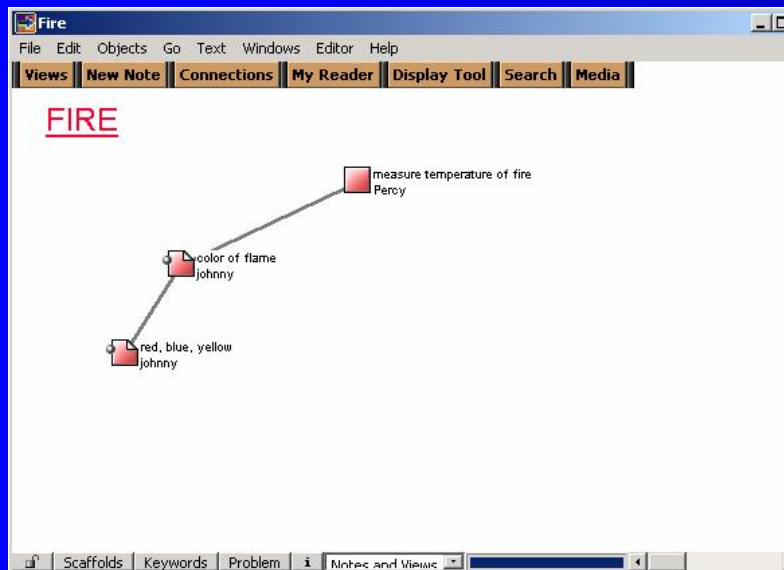 Fire
File Edit Objects Go Text Windows Editor Help
Views New Note Connections My Reader Display Tool Search Media
FIRE
measure temperature of fire
Percy
color of flame
johnny
red, blue, yellow
johnny
Scaffolds Keywords Problem i Notes and Views